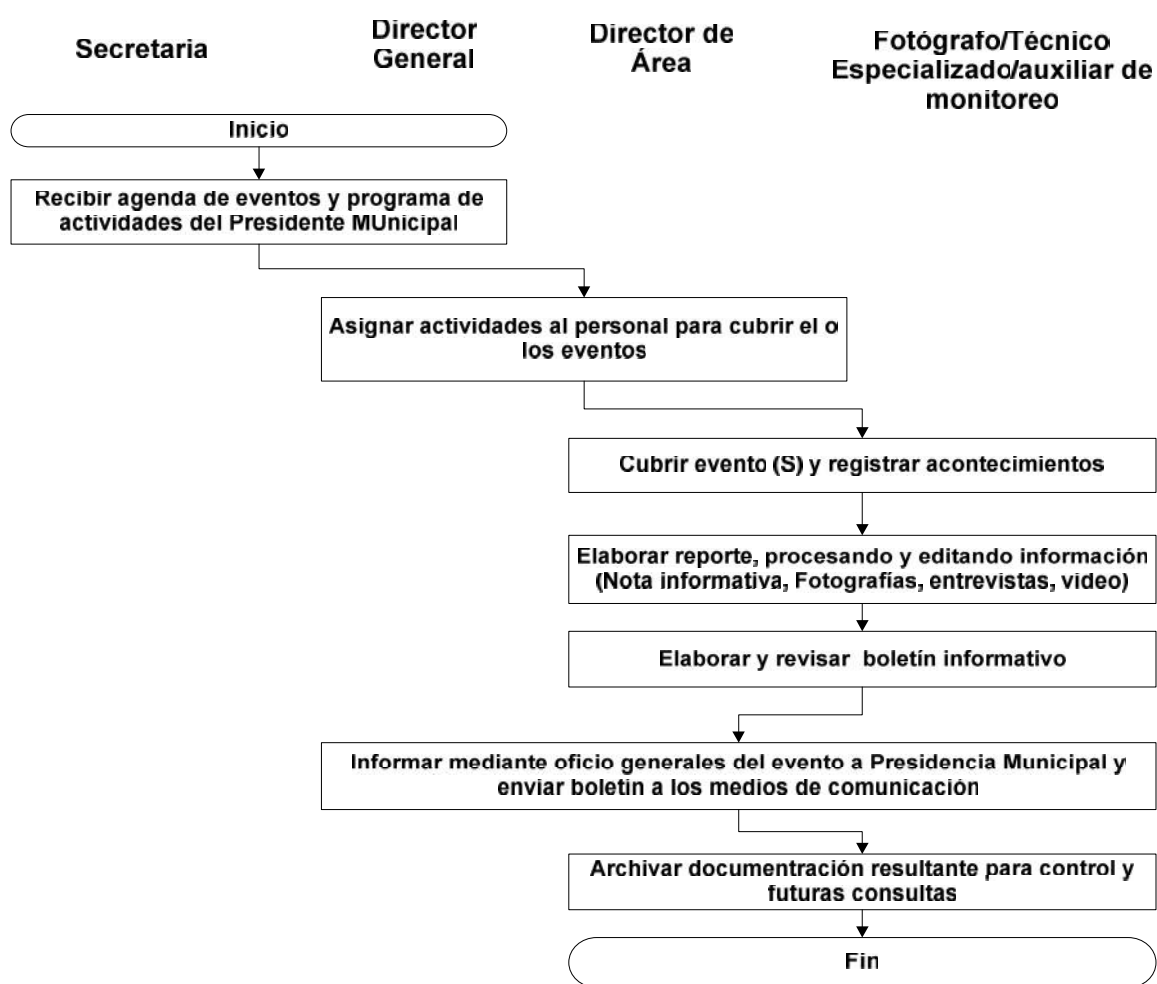 Secretaria
Director
General
Director de
Área
Fotógrafo/Técnico
Especializado/auxiliar de
monitoreo
Inicio
Recibir agenda de eventos y programa de
actividades del Presidente MUnicipal
Asignar actividades al personal para cubrir el o
los eventos
Cubrir evento (S) y registrar acontecimientos
Elaborar reporte, procesando y editando información
(Nota informativa, Fotografías, entrevistas, video)
Elaborar y revisar boletín informativo
Informar mediante oficio generales del evento a Presidencia Municipal y
enviar boletín a los medios de comunicación
Archivar documentración resultante para control y
futuras consultas
Fin